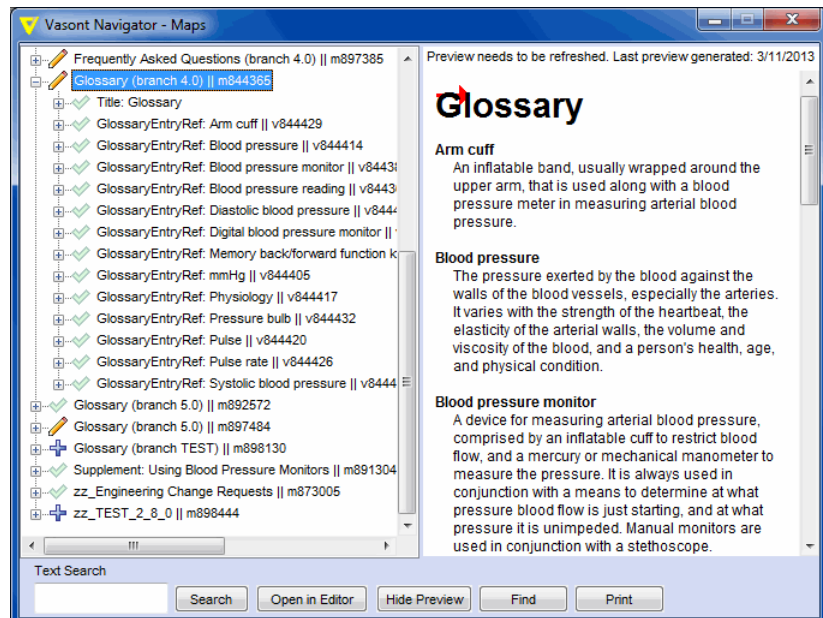 Vasont Navigator - Maps
Frequently Asked Questions (branch 4.0) || m897385
Glossary (branch 4.0) || m844365
Title: Glossary
GlossaryEntryRef: Arm cuff || v844429
GlossaryEntryRef: Blood pressure || v844414
GlossaryEntryRef: Blood pressure monitor || v8443
GlossaryEntryRef: Blood pressure reading || v8443
GlossaryEntryRef: Diastolic blood pressure || v8444
GlossaryEntryRef: Digital blood pressure monitor ||
GlossaryEntryRef: Memory back/forward function k
GlossaryEntryRef: mmHg || v844405
GlossaryEntryRef: Physiology || v844417
GlossaryEntryRef: Pressure bulb || v844432
GlossaryEntryRef: Pulse || v844420
GlossaryEntryRef: Pulse rate || v844426
GlossaryEntryRef: Systolic blood pressure || v8444
Glossary (branch 5.0) || m892572
Glossary (branch 5.0) || m897484
Glossary (branch TEST) || m898130
Supplement: Using Blood Pressure Monitors || m891304
zz_Engineering Change Requests || m873005
zz_TEST_2_8_0 || m898444
Preview needs to be refreshed. Last preview generated: 3/11/2013
Glossary
Arm cuff
An inflatable band, usually wrapped around the
upper arm, that is used along with a blood
pressure meter in measuring arterial blood
pressure.
Blood pressure
The pressure exerted by the blood against the
walls of the blood vessels, especially the arteries.
It varies with the strength of the heartbeat, the
elasticity of the arterial walls, the volume and
viscosity of the blood, and a person's health, age,
and physical condition.
Blood pressure monitor
A device for measuring arterial blood pressure,
comprised by an inflatable cuff to restrict blood
flow, and a mercury or mechanical manometer to
measure the pressure. It is always used in
conjunction with a means to determine at what
pressure blood flow is just starting, and at what
pressure it is unimpeded. Manual monitors are
used in conjunction with a stethoscope.
Text Search
Search
Open in Editor
Hide Preview
Find
Print